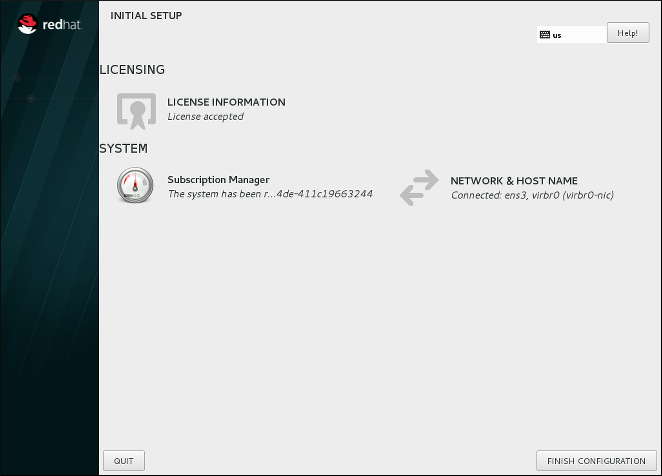 redhat
INITIAL SETUP
us
Help!
LICENSING
LICENSE INFORMATION
License accepted
SYSTEM
Subscription Manager
The system has been r...4de-411c19663244
NETWORK & HOST NAME
Connected: ens3, virbr0 (virbr0-nic)
QUIT
FINISH CONFIGURATION